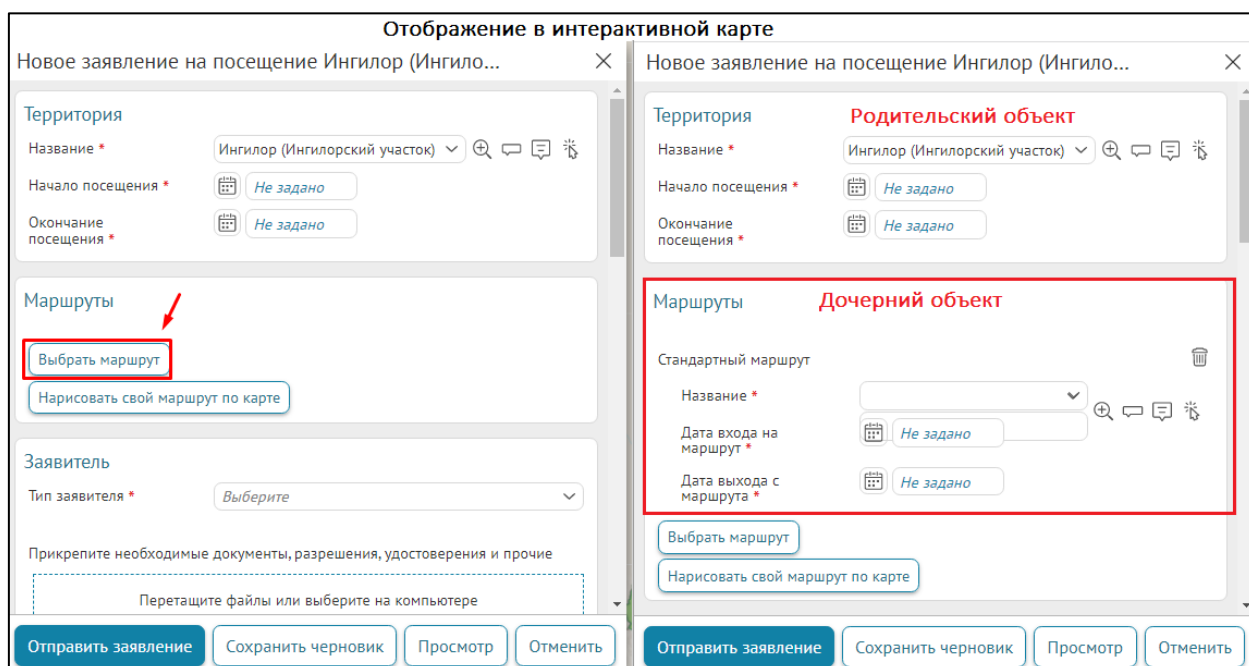 Отображение в интерактивной карте
Новое заявление на посещение Ингилор (Ингило...
Территория
Название *
Ингилор (Ингилорский участок)
Начало посещения *
Не задано
Окончание
посещения *
Не задано
Маршруты
Выбрать маршрут
Нарисовать свой маршрут по карте
Заявитель
Тип заявителя *
Выберите
Прикрепите необходимые документы, разрешения, удостоверения и прочие
Перетащите файлы или выберите на компьютере
Отправить заявление
Сохранить черновик
Просмотр
Отменить
Новое заявление на посещение Ингилор (Ингило...
Территория
Родительский объект
Название *
Ингилор (Ингилорский участок)
Начало посещения *
Не задано
Окончание
посещения *
Не задано
Маршруты
Дочерний объект
Стандартный маршрут
Название *
Дата входа на
маршрут *
Не задано
Дата выхода с
маршрута *
Не задано
Выбрать маршрут
Нарисовать свой маршрут по карте
Отправить заявление
Сохранить черновик
Просмотр
Отменить